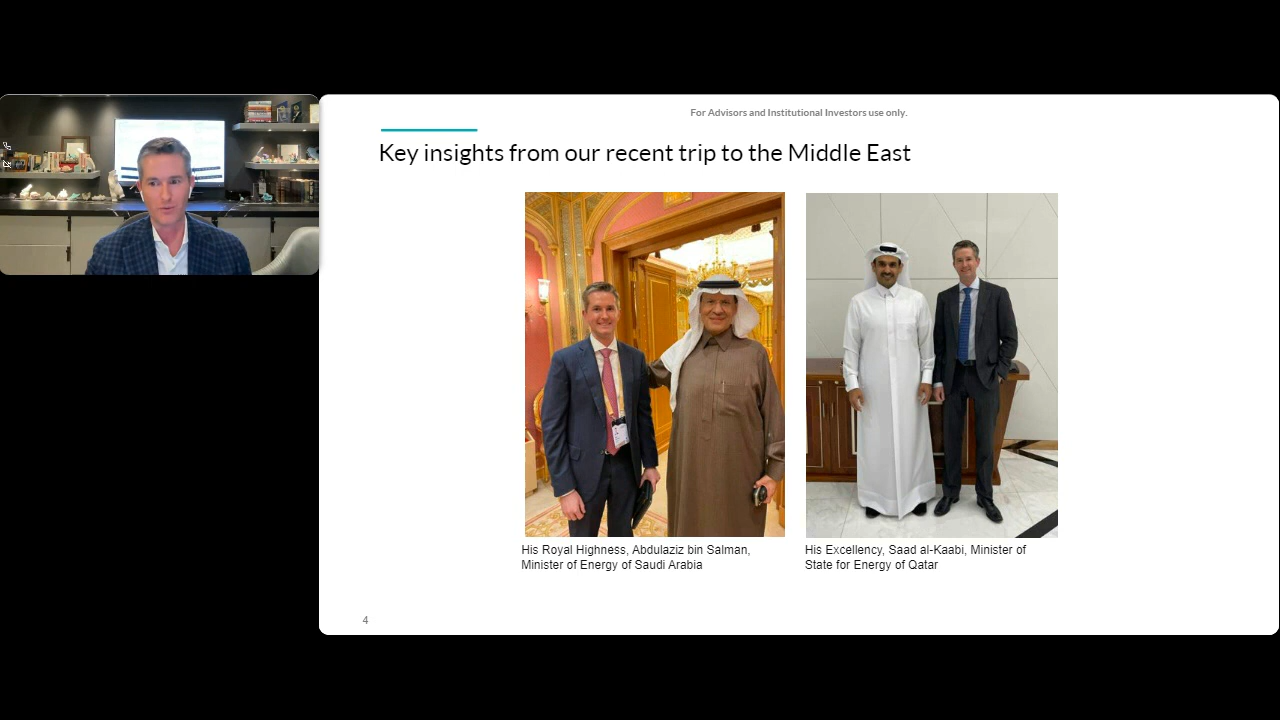 For Advisors and Institutional Investors use only.
Key insights from our recent trip to the Middle East
His Royal Highness, Abdulaziz bin Salman,
Minister of Energy of Saudi Arabia
His Excellency, Saad al-Kaabi, Minister of
State for Energy of Qatar
4